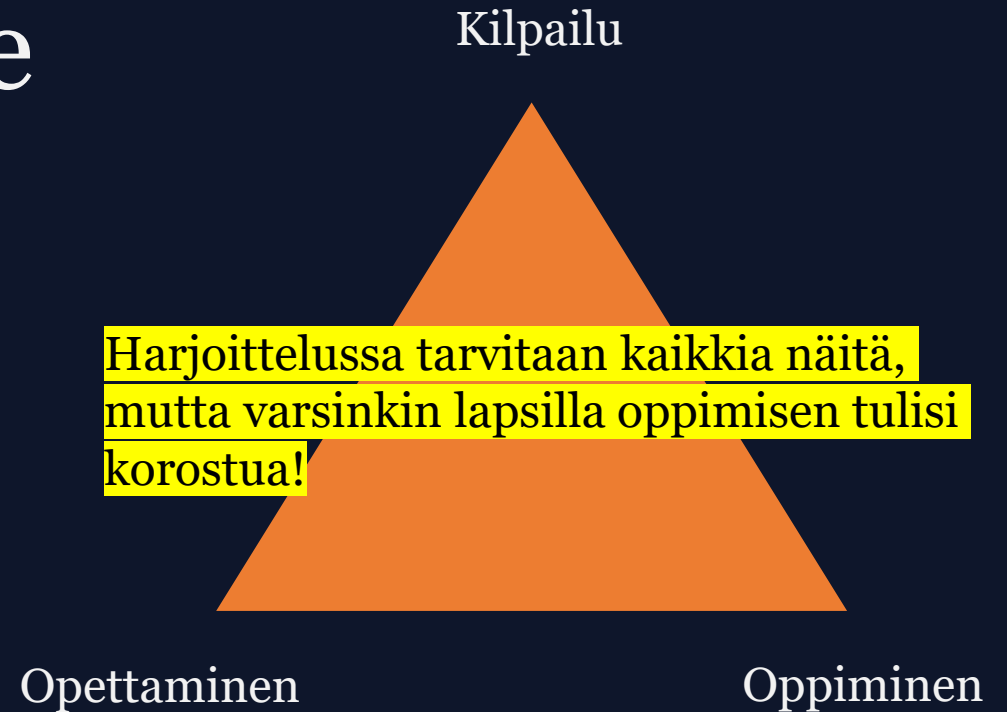 e
Kilpailu
Harjoittelussa tarvitaan kaikkia näitä,
mutta varsinkin lapsilla oppimisen tulisi
korostua!
Opettaminen
Oppiminen